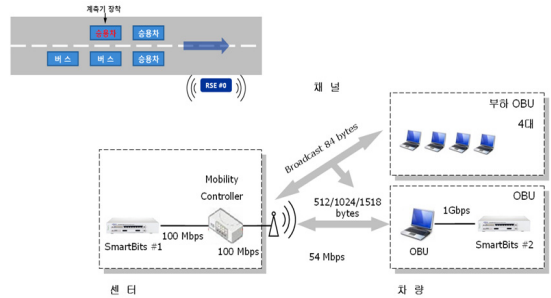 계측기 장착
승용차
승용차
버 스
버 스
승용차
RSE #0
채 널
부하 OBU
4대
Broadcast 84 bytes
Mobility
Controller
512/1024/1518
bytes
OBU
1Gbps
100 Mbps
SmartBits #1
100 Mbps
54 Mbps
OBU
SmartBits #2
센 터
차 량